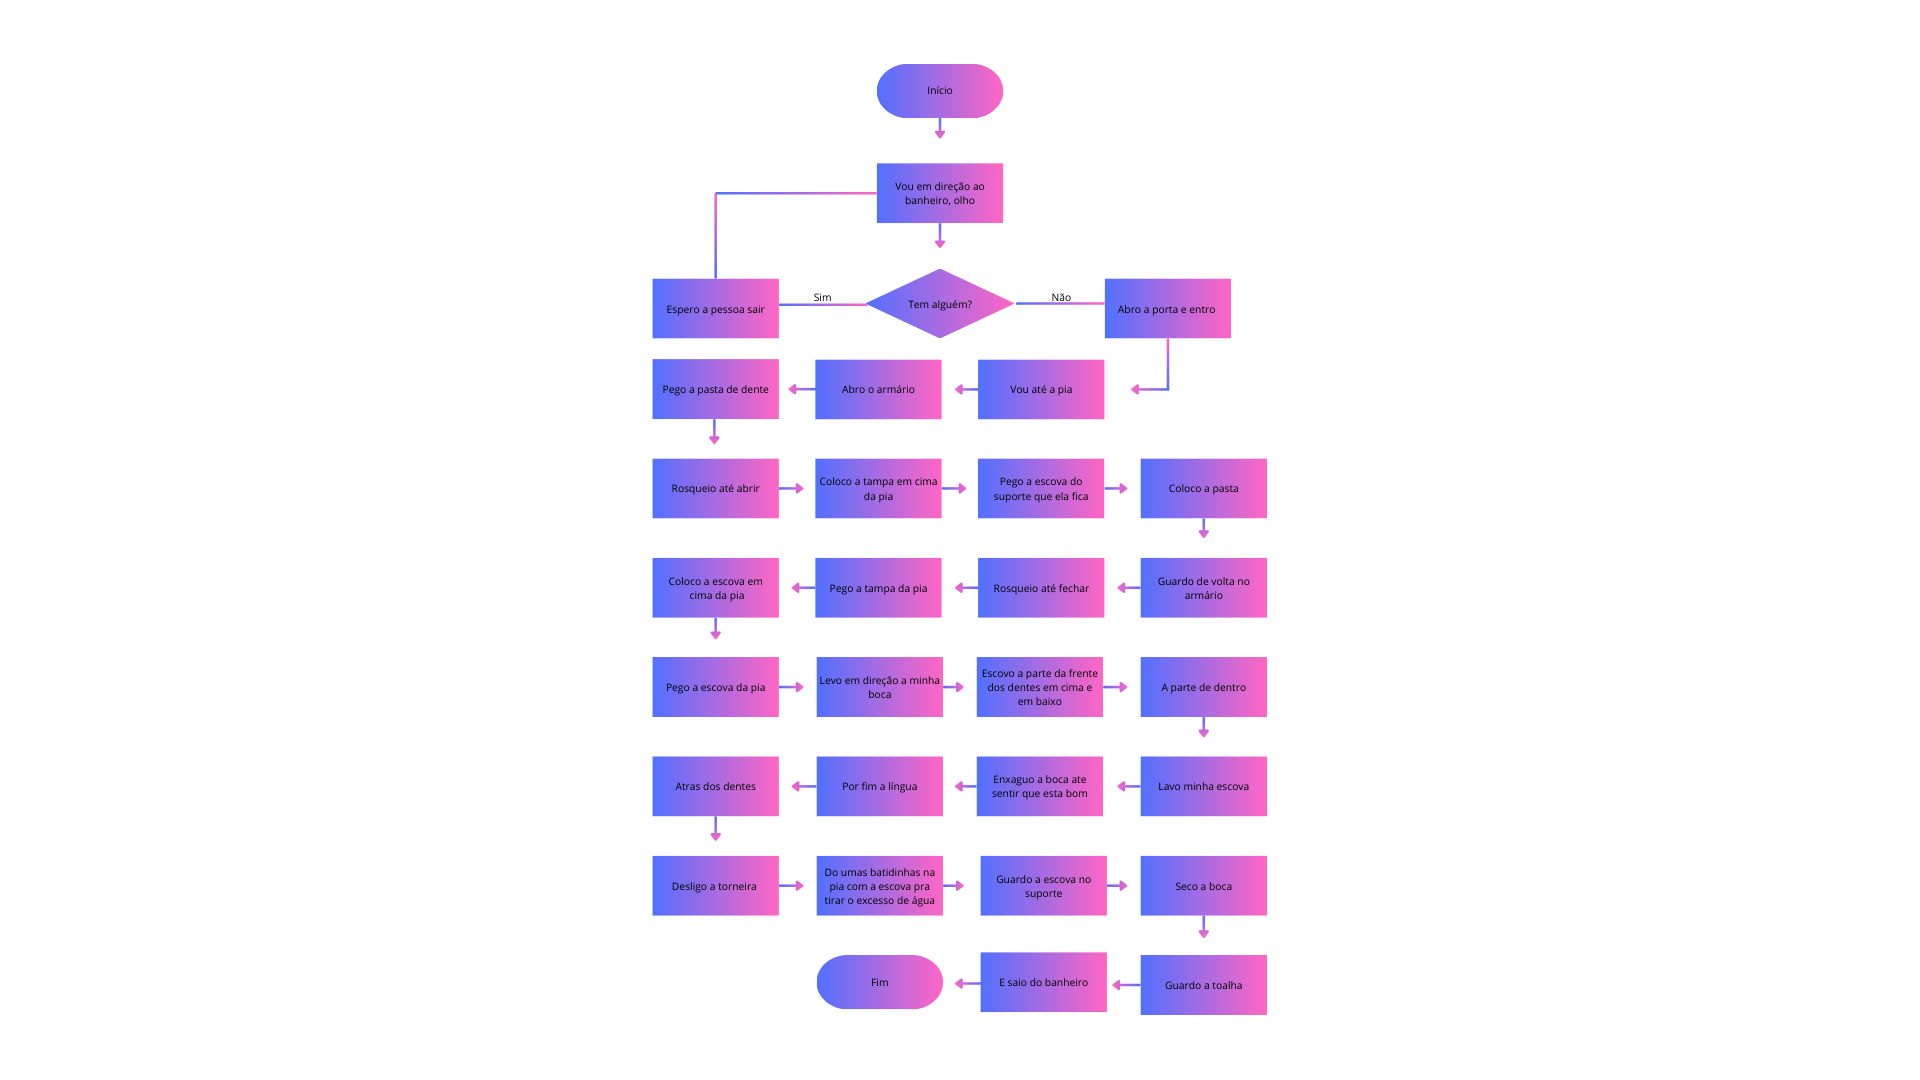 Início
Vou em direção ao
banheiro, olho
Espero a pessoa sair
Sim
Tem alguém?
Não
Abro a porta e entro
Pego a pasta de dente
Abro o armário
Vou até a pia
Rosqueio até abrir
Coloco a tampa em cima
da pia
Pego a escova do
suporte que ela fica
Coloco a pasta
Coloco a escova em
cima da pia
Pego a tampa da pia
Rosqueio até fechar
Guardo de volta no
armário
Pego a escova da pia
Levo em direção a minha
boca
Escovo a parte da frente
dos dentes em cima e
em baixo
A parte de dentro
Atras dos dentes
Por fim a língua
Enxaguo a boca ate
sentir que esta bom
Lavo minha escova
Desligo a torneira
Do umas batidinhas na
pia com a escova pra
tirar o excesso de água
Guardo a escova no
suporte
Seco a boca
Fim
E saio do banheiro
Guardo a toalha